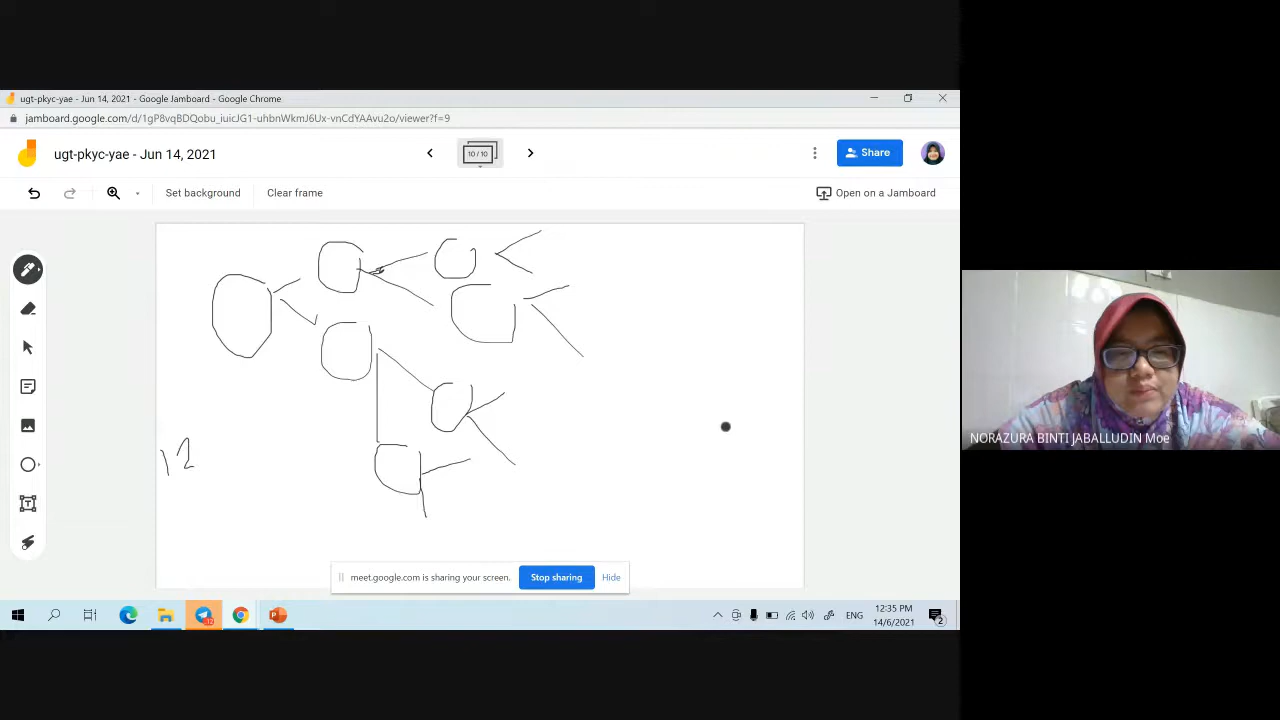 ugt-pkyc-yae - Jun 14, 2021 - Google Jamboard - Google Chrome
jamboard.google.com/d/1gP8vqBDQobu_iuicJG1-uhbnWkmJ6Ux-vnCdYAAvu2o/viewer?f=9
ugt-pkyc-yae - Jun 14, 2021
10 / 10
Share
Set background
Clear frame
Open on a Jamboard
12
NORAZURA BINTI JABALLUDIN Moe
meet.google.com is sharing your screen.
Stop sharing
Hide
ENG
12:35 PM
14/6/2021
2